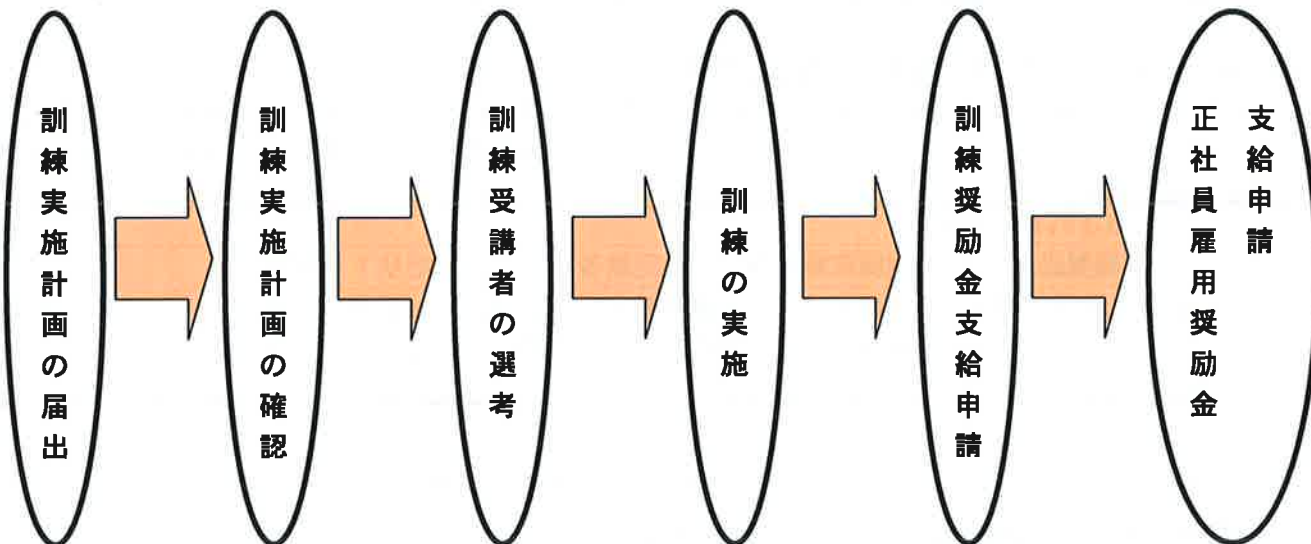 訓練実施計画の届出
訓練実施計画の確認
訓練受講者の選考
訓練の実施
訓練奨励金支給申請
正社員雇用奨励金
支給申請